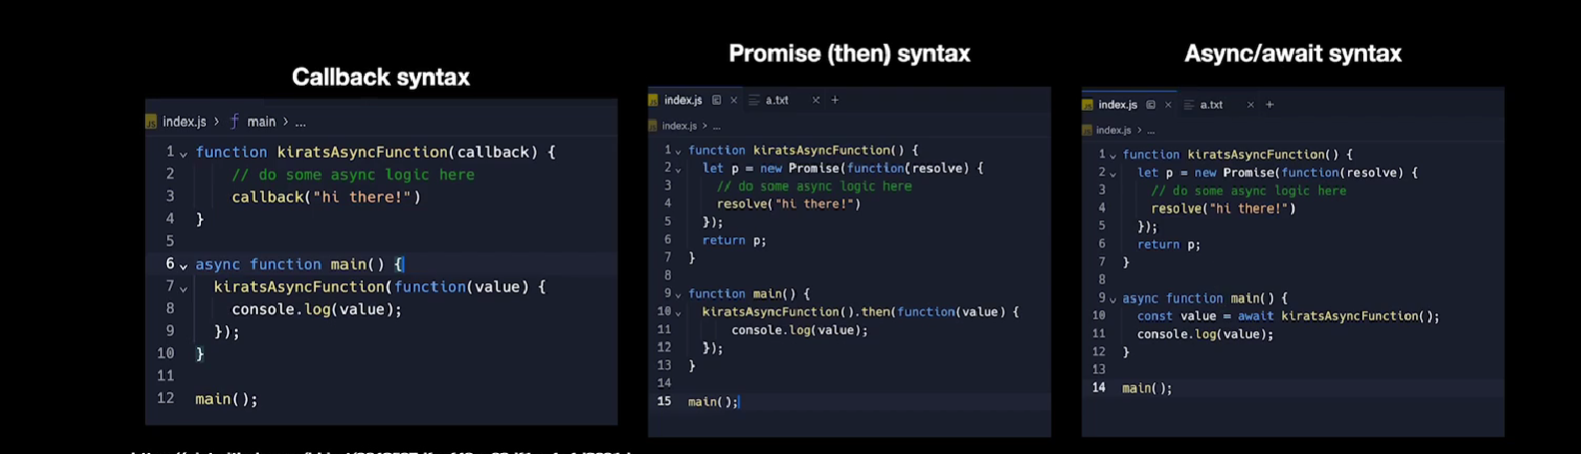 Callback syntax
index.js > main > ...
1 function kiratsAsyncFunction(callback) {
2 // do some async logic here
3 callback("hi there!")
4 }
5
6 async function main() {
7 kiratsAsyncFunction(function(value) {
8 console.log(value);
9 });
10 }
11
12 main();
Promise (then) syntax
index.js a.txt
index.js > ...
1 function kiratsAsyncFunction() {
2 let p = new Promise(function(resolve) {
3 // do some async logic here
4 resolve("hi there!")
5 });
6 return p;
7 }
8
9 function main() {
10 kiratsAsyncFunction().then(function(value) {
11 console.log(value);
12 });
13 }
14
15 main();
Async/await syntax
index.js a.txt
index.js > ...
1 function kiratsAsyncFunction() {
2 let p = new Promise(function(resolve) {
3 // do some async logic here
4 resolve("hi there!")
5 });
6 return p;
7 }
8
9 async function main() {
10 const value = await kiratsAsyncFunction();
11 console.log(value);
12 }
13
14 main();